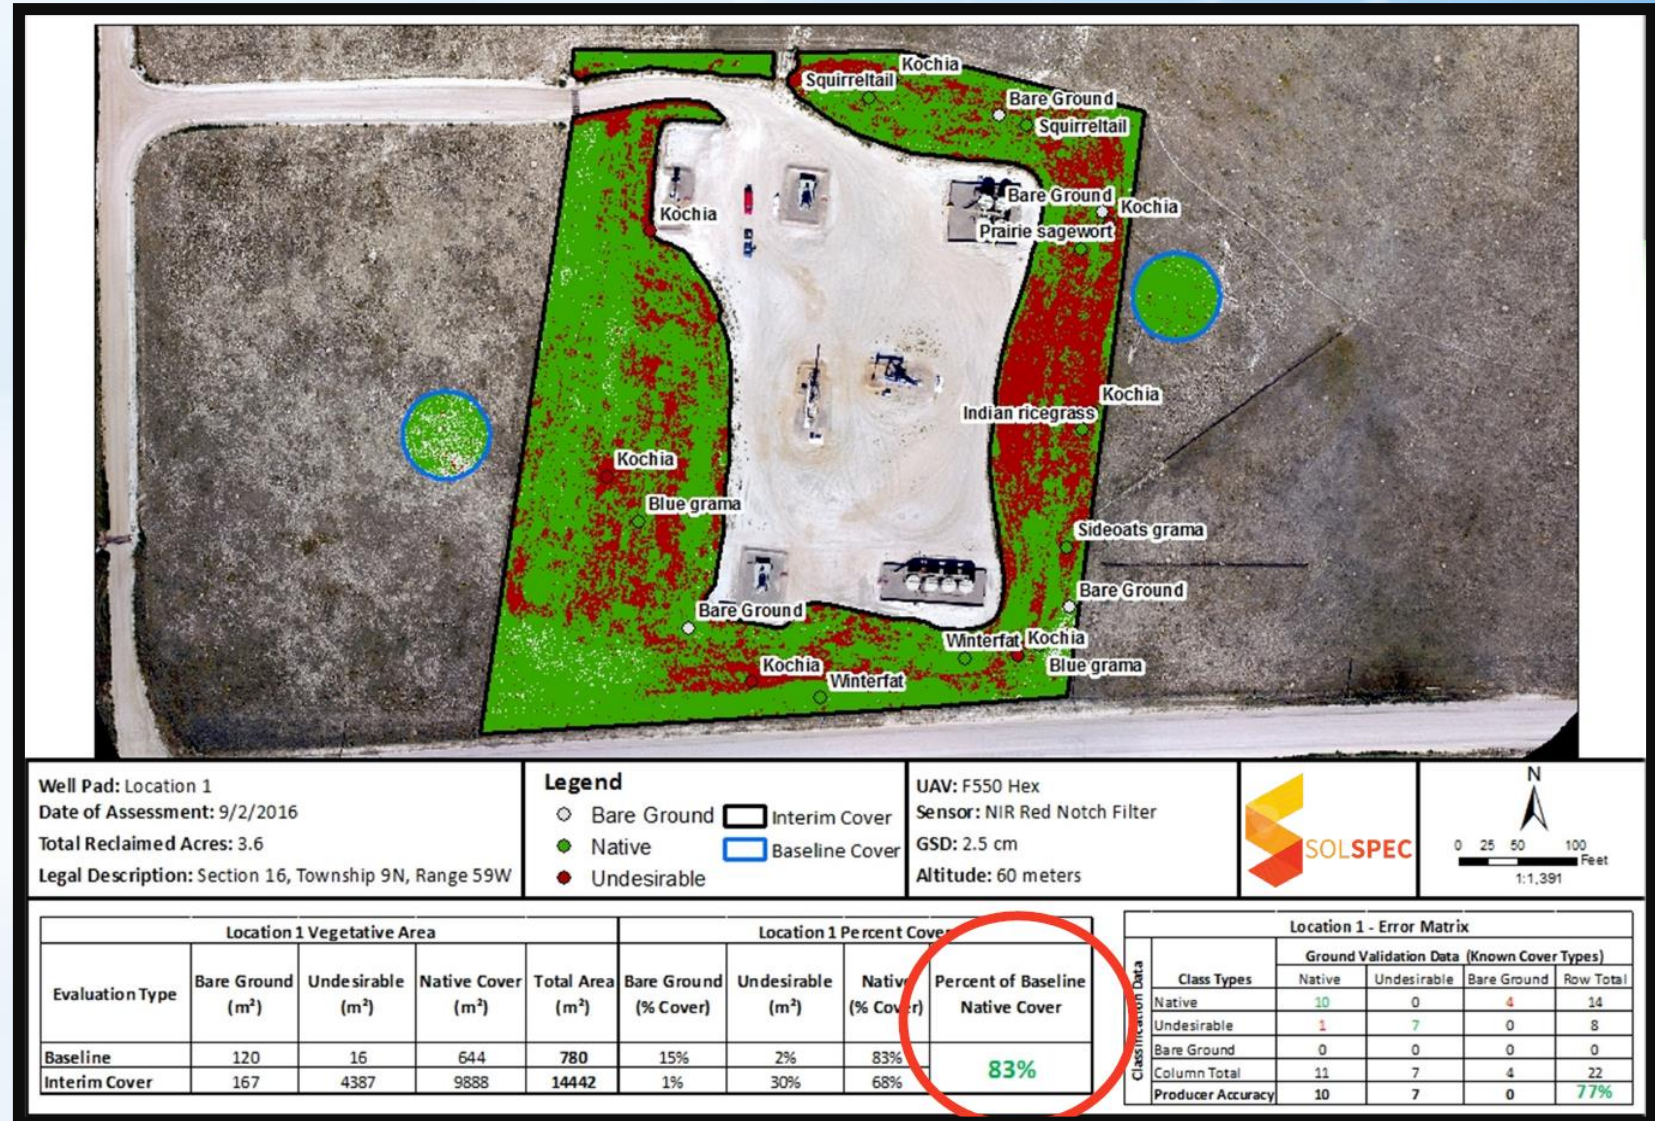 Kochia
Squirreltail
Bare Ground
Squirreltail
Bare Ground
Kochia
Kochia
Prairie sagewort
Kochia
Indian ricegrass
Kochia
Blue grama
Sideoats grama
Bare Ground
Bare Ground
Winterfat
Kochia
Kochia
Blue grama
Winterfat
Well Pad: Location 1
Date of Assessment: 9/2/2016
Total Reclaimed Acres: 3.6
Legal Description: Section 16, Township 9N, Range 59W
Legend
Bare Ground
Native
Undesirable
Interim Cover
Baseline Cover
UAV: F550 Hex
Sensor: NIR Red Notch Filter
GSD: 2.5 cm
Altitude: 60 meters
SOLSPEC
N
0 25 50 100
Feet
1:1,391
Location 1 Vegetative Area Location 1 Percent Cover
Evaluation Type Bare Ground (m²) Undesirable (m²) Native Cover (m²) Total Area (m²) Bare Ground (% Cover) Undesirable (m²) Native (% Cover) Percent of Baseline Native Cover
Baseline 120 16 644 780 15% 2% 83%
Interim Cover 167 4387 9888 14442 1% 30% 68%
83%
Location 1 - Error Matrix
Ground Validation Data (Known Cover Types)
Classification Data
Class Types Native Undesirable Bare Ground Row Total
Native 10 0 4 14
Undesirable 1 7 0 8
Bare Ground 0 0 0 0
Column Total 11 7 4 22
Producer Accuracy 10 7 0 77%